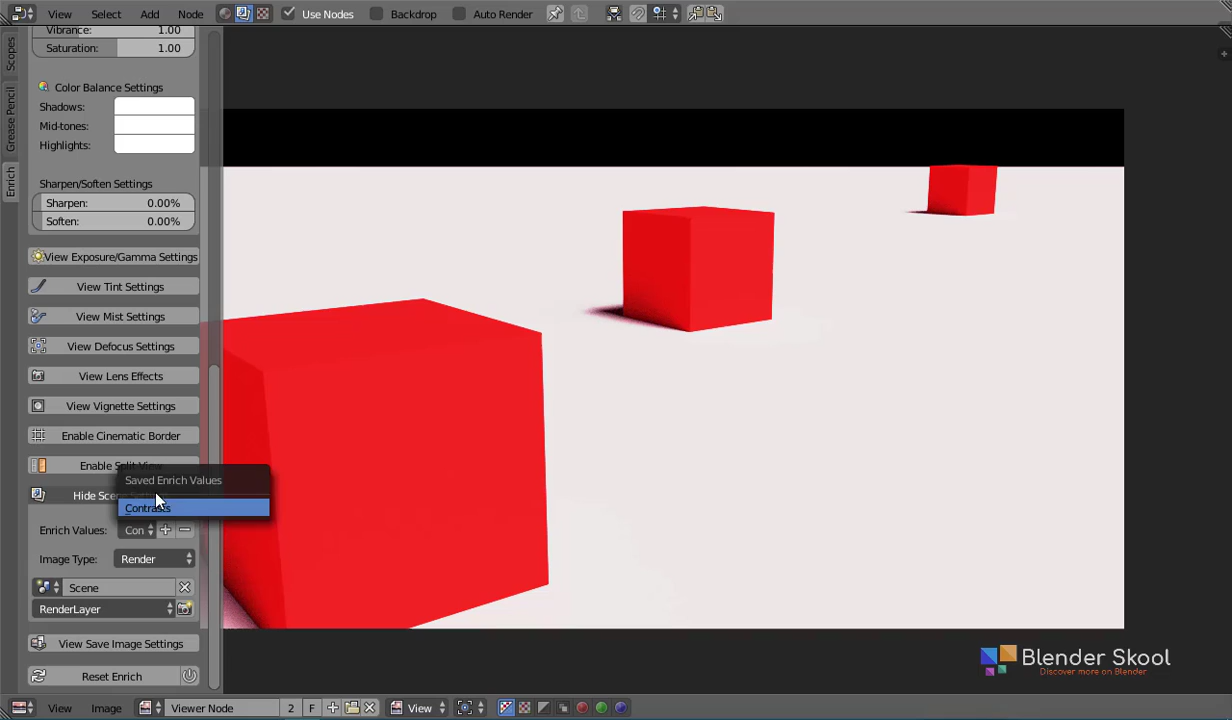 View Select Add Node Use Nodes Backdrop Auto Render
Scopes
Grease Pencil
Enrich
Vibrance: 1.00
Saturation: 1.00
Color Balance Settings
Shadows:
Mid-tones:
Highlights:
Sharpen/Soften Settings
Sharpen: 0.00%
Soften: 0.00%
View Exposure/Gamma Settings
View Tint Settings
View Mist Settings
View Defocus Settings
View Lens Effects
View Vignette Settings
Enable Cinematic Border
Enable Split View
Saved Enrich Values
Hide Scene
Contrasts
Enrich Values: Con
Image Type: Render
Scene
RenderLayer
View Save Image Settings
Reset Enrich
Blender Skool
Discover more on Blender
View Image Viewer Node 2 F View